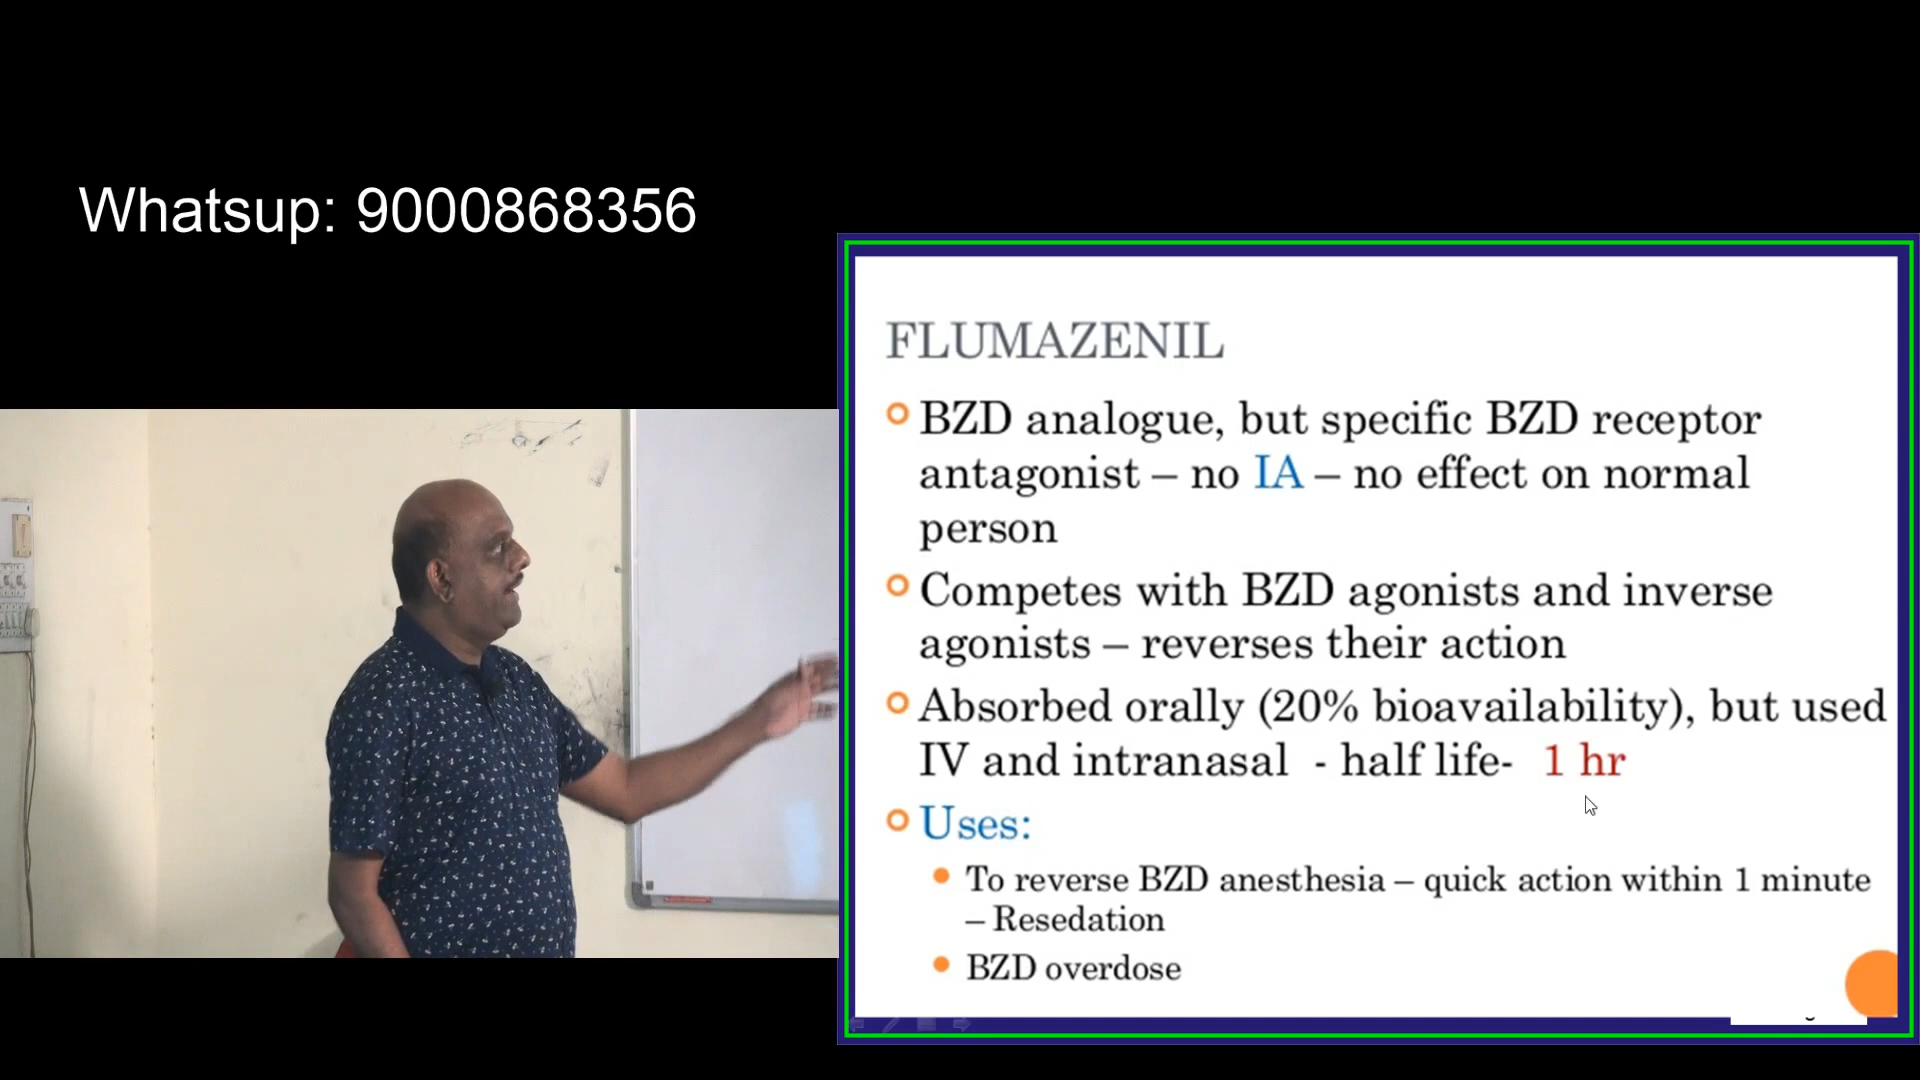 Whatsup: 9000868356
FLUMAZENIL
BZD analogue, but specific BZD receptor
antagonist – no IA – no effect on normal
person
Competes with BZD agonists and inverse
agonists – reverses their action
Absorbed orally (20% bioavailability), but used
IV and intranasal - half life- 1 hr
Uses:
To reverse BZD anesthesia – quick action within 1 minute
– Resedation
BZD overdose